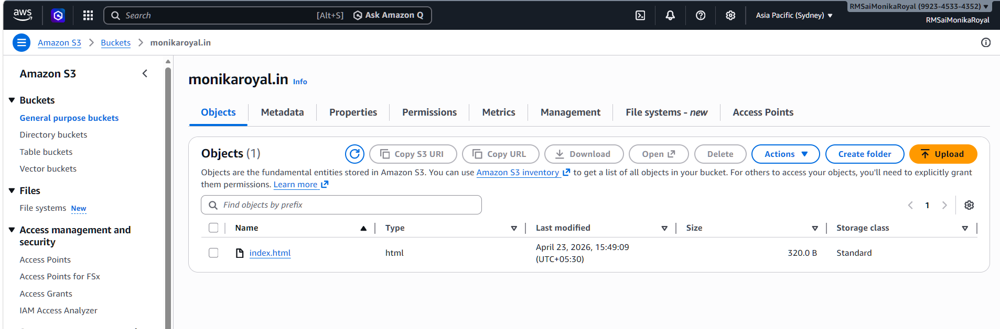 aws
Search [Alt+S] Ask Amazon Q
Asia Pacific (Sydney) ▼
RMSaiMonikaRoyal (9923-4533-4352) ▼
RMSaiMonikaRoyal
Amazon S3 > Buckets > monikaroyal.in
Amazon S3
Buckets
General purpose buckets
Directory buckets
Table buckets
Vector buckets
Files
File systems New
Access management and
security
Access Points
Access Points for FSx
Access Grants
IAM Access Analyzer
monikaroyal.in Info
Objects Metadata Properties Permissions Metrics Management File systems - new Access Points
Objects (1)
Copy S3 URI Copy URL Download Open Delete Actions ▼ Create folder Upload
Objects are the fundamental entities stored in Amazon S3. You can use Amazon S3 inventory to get a list of all objects in your bucket. For others to access your objects, you'll need to explicitly grant
them permissions. Learn more
Find objects by prefix
1
Name Type Last modified Size Storage class
index.html html April 23, 2026, 15:49:09 (UTC+05:30) 320.0 B Standard